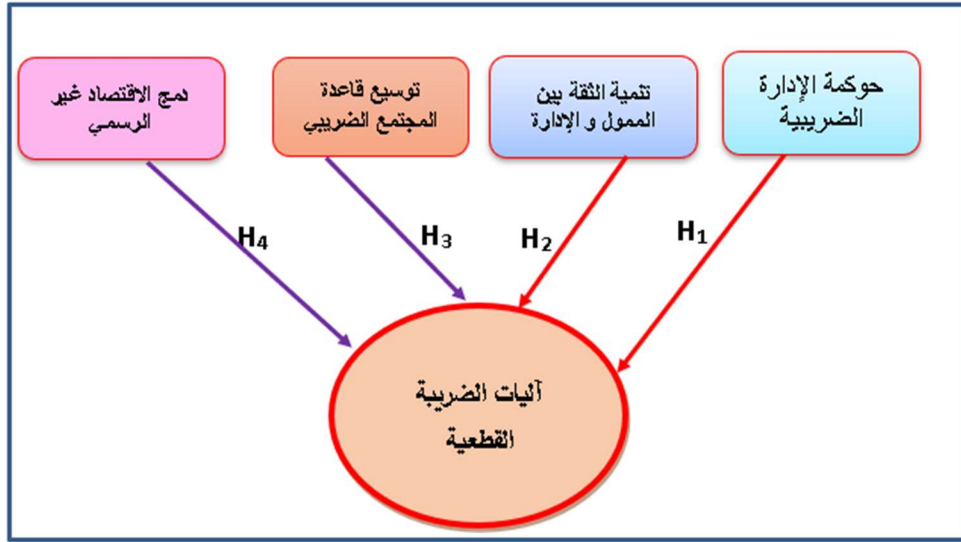 حوكمة الإدارة
الضريبية
تنمية الثقة بين
الممول و الإدارة
توسيع قاعدة
المجتمع الضريبي
دمج الاقتصاد غير
الرسمي
H1
H2
H3
H4
آليات الضريبة
القطعية